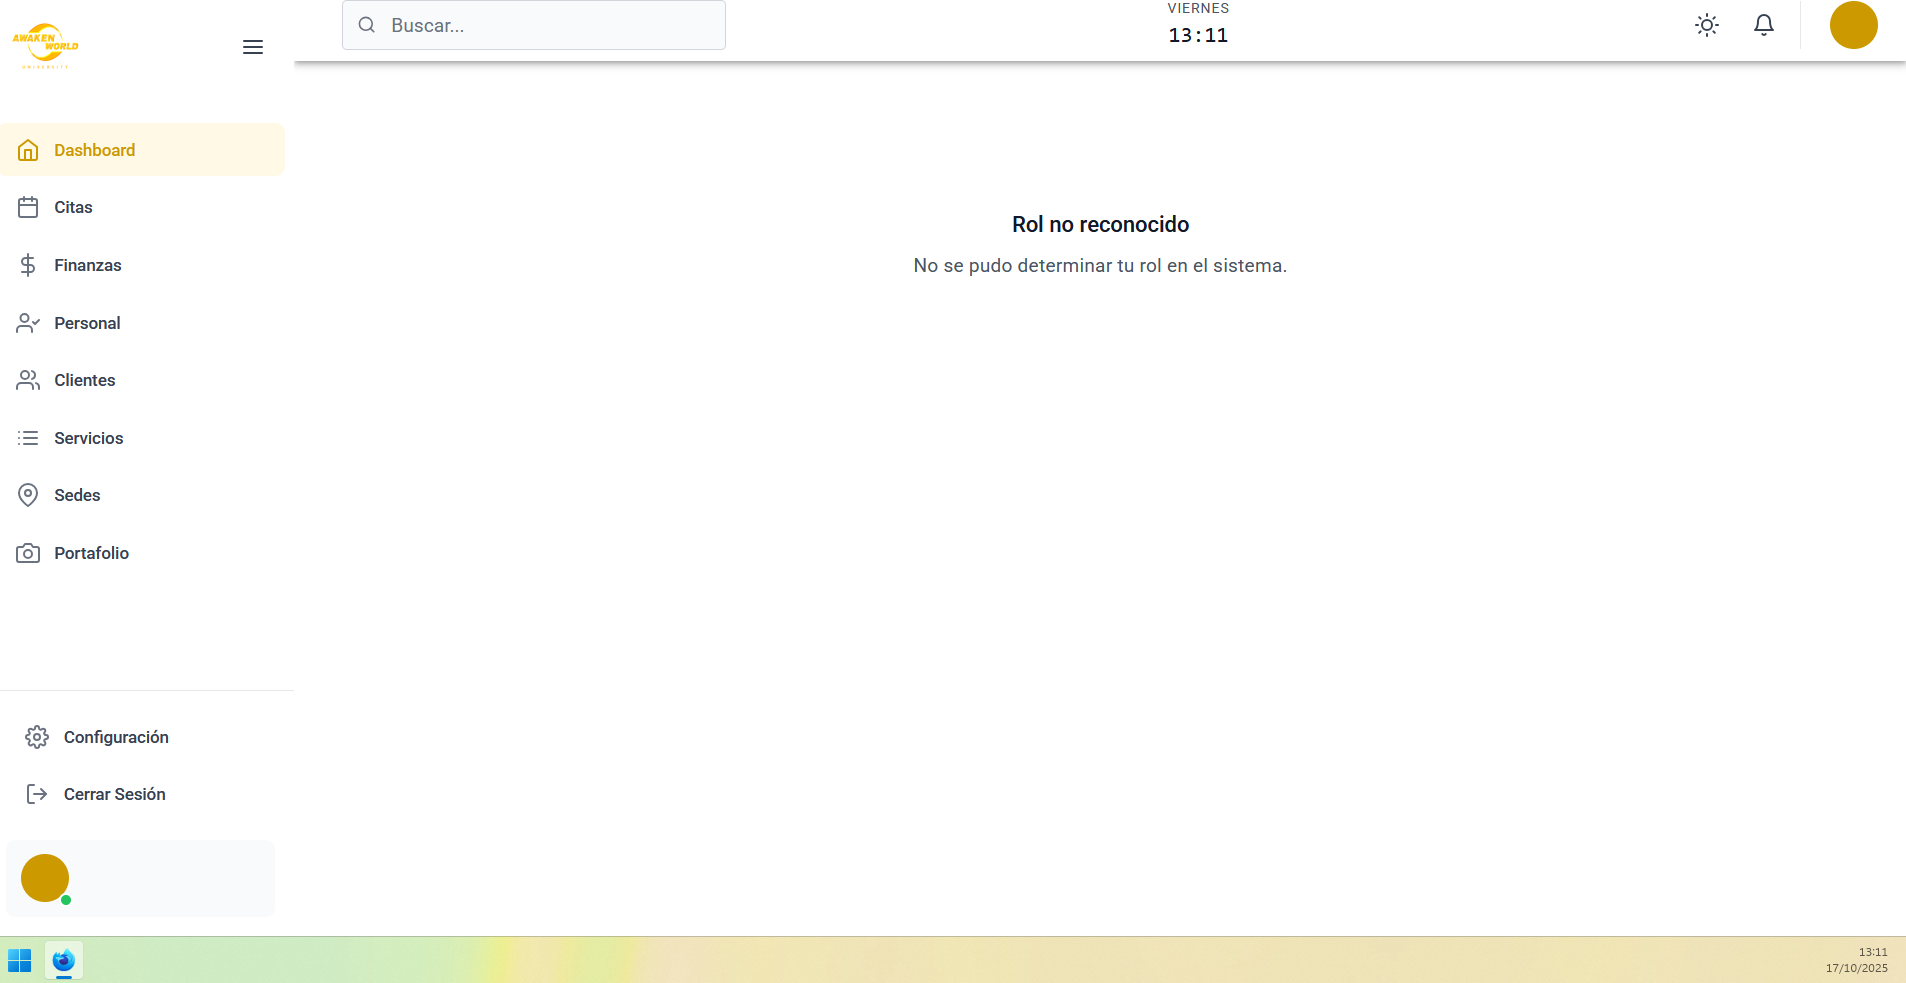 AWAKEN
WORLD
UNIVERSITY
Buscar...
VIERNES
13:11
Dashboard
Citas
Finanzas
Personal
Clientes
Servicios
Sedes
Portafolio
Rol no reconocido
No se pudo determinar tu rol en el sistema.
Configuración
Cerrar Sesión
13:11
17/10/2025